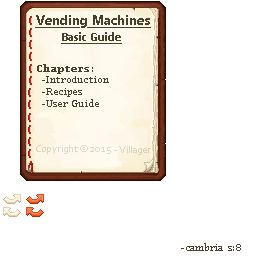 Vending Machines
Basic Guide
Chapters:
-Introduction
-Recipes
-User Guide
Copyright © 2015 - Villager
-cambria s:8